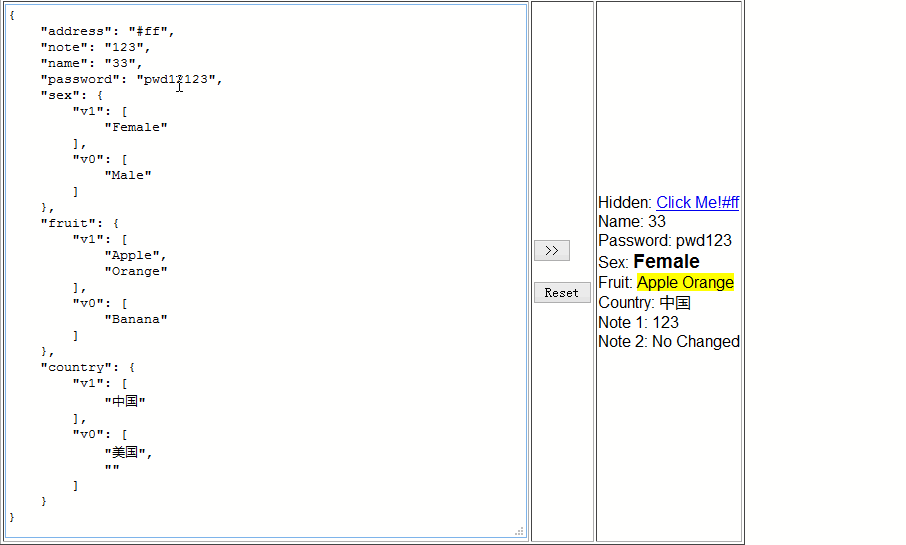 {
    "address": "#ff",
    "note": "123",
    "name": "33",
    "password": "pwd12123",
    "sex": {
        "v1": [
            "Female"
        ],
        "v0": [
            "Male"
        ]
    },
    "fruit": {
        "v1": [
            "Apple",
            "Orange"
        ],
        "v0": [
            "Banana"
        ]
    },
    "country": {
        "v1": [
            "中国"
        ],
        "v0": [
            "美国",
            ""
        ]
    }
}
>>
Reset
Hidden: Click Me!#ff
Name: 33
Password: pwd123
Sex: Female
Fruit: Apple Orange
Country: 中国
Note 1: 123
Note 2: No Changed